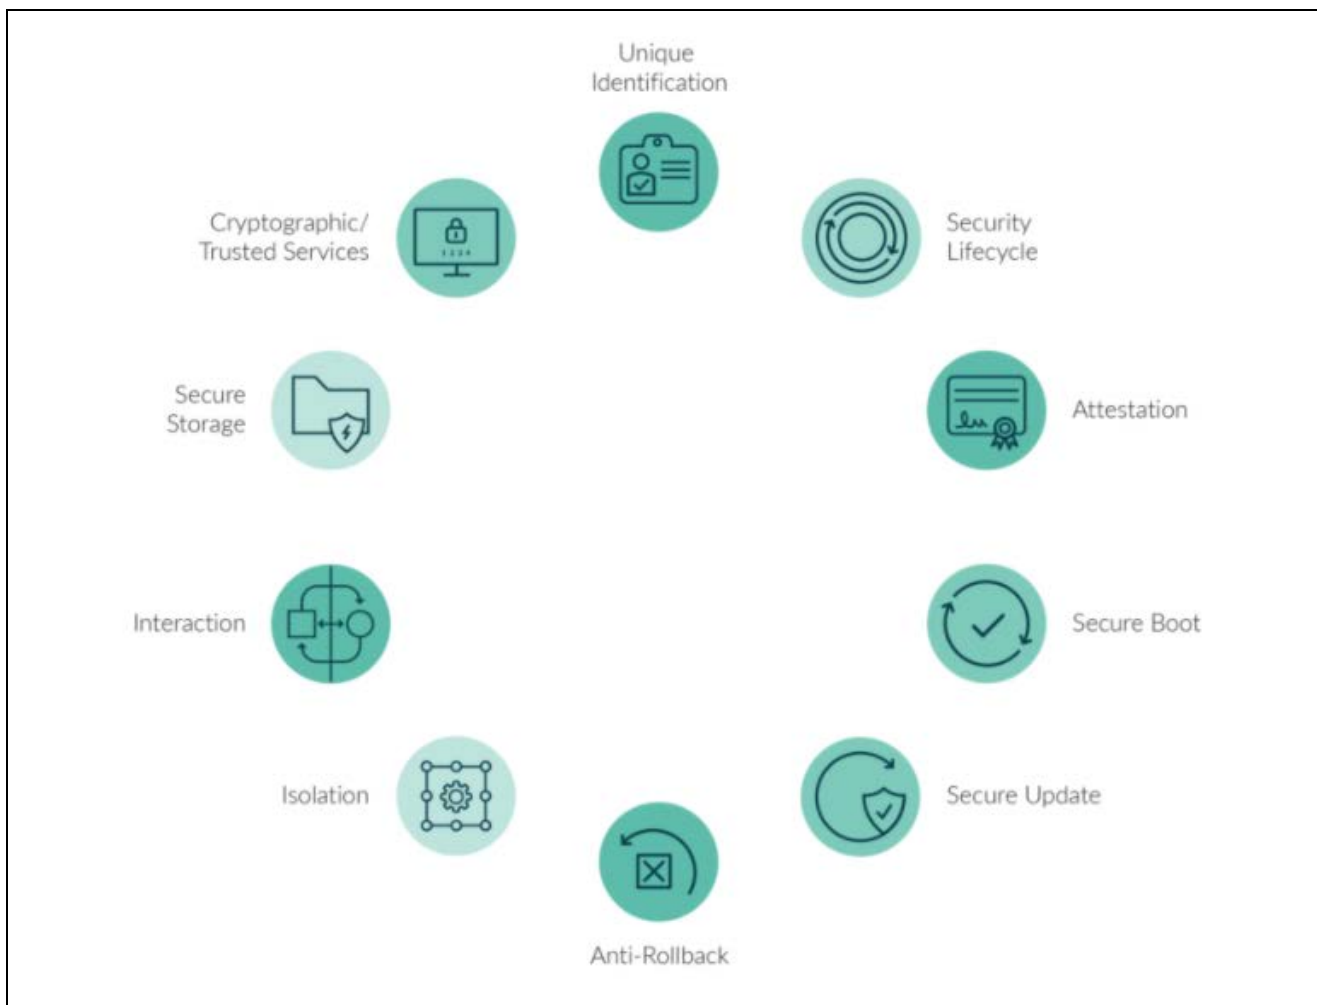 Unique
Identification
Cryptographic/
Trusted Services
Security
Lifecycle
Secure
Storage
Attestation
Interaction
Secure Boot
Isolation
Secure Update
Anti-Rollback